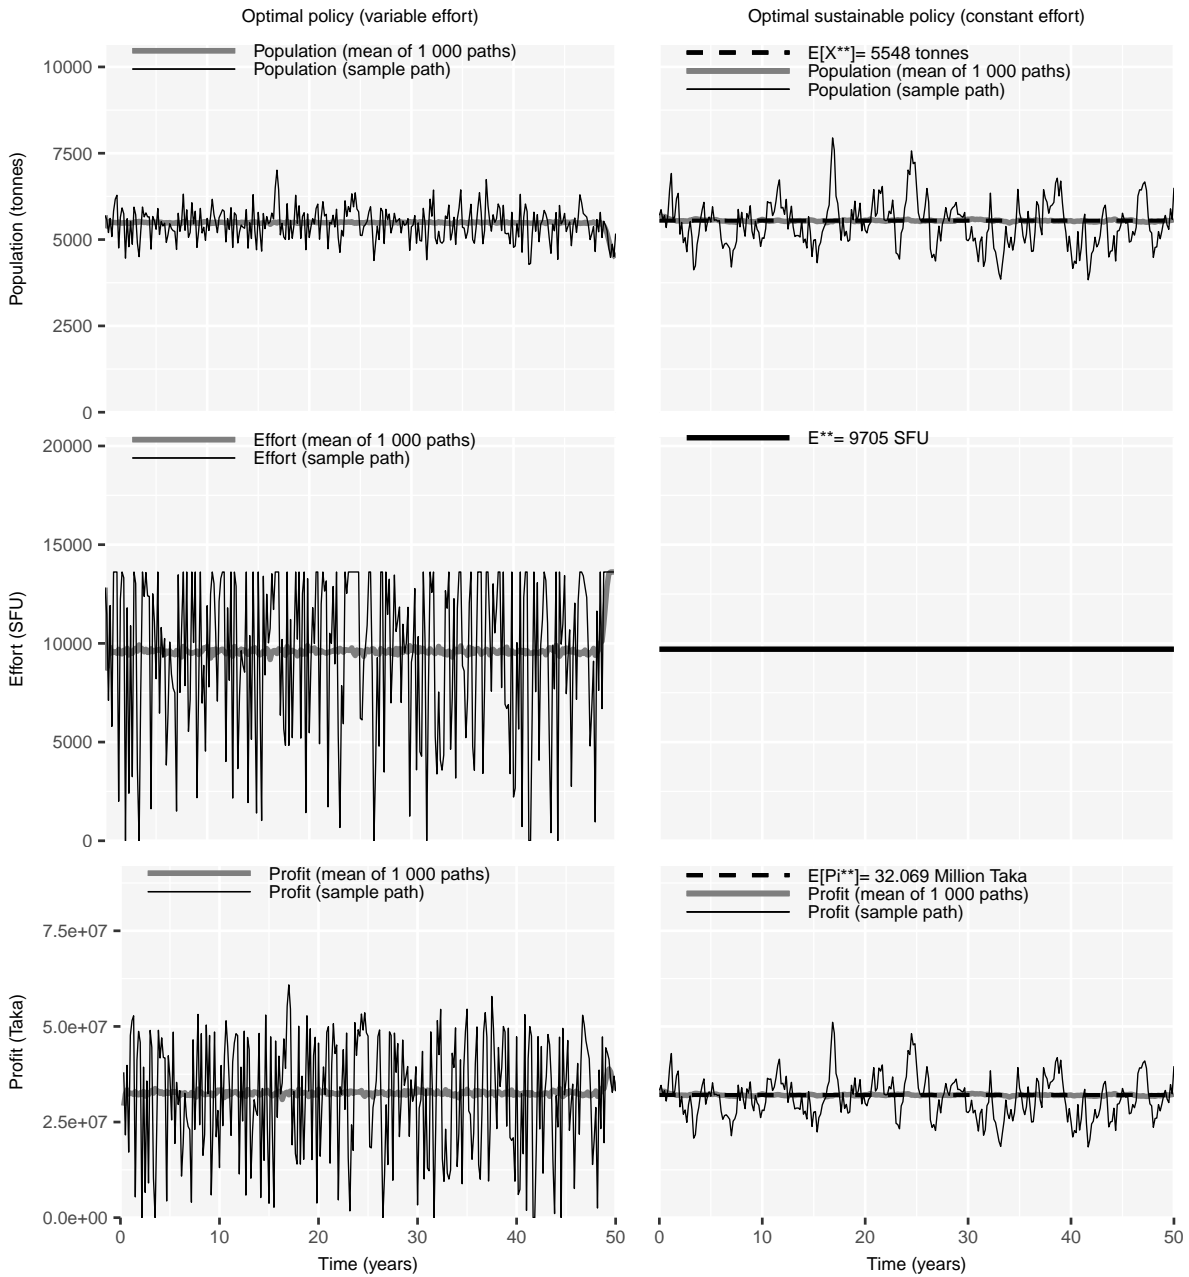 Optimal policy (variable effort)
Optimal sustainable policy (constant effort)
Population (mean of 1 000 paths)
Population (sample path)
10000
7500
5000
2500
0
Population (tonnes)
E[X**]= 5548 tonnes
Population (mean of 1 000 paths)
Population (sample path)
Effort (mean of 1 000 paths)
Effort (sample path)
20000
15000
10000
5000
0
Effort (SFU)
E**= 9705 SFU
Profit (mean of 1 000 paths)
Profit (sample path)
7.5e+07
5.0e+07
2.5e+07
0.0e+00
Profit (Taka)
0 10 20 30 40 50
Time (years)
E[Pi**]= 32.069 Million Taka
Profit (mean of 1 000 paths)
Profit (sample path)
0 10 20 30 40 50
Time (years)